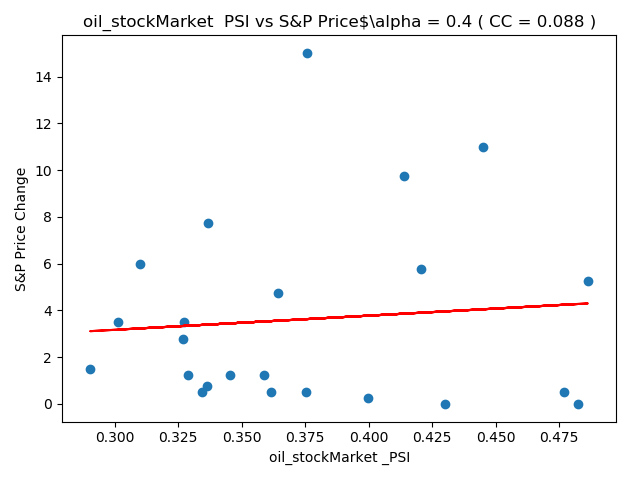 oil_stockMarket  PSI vs S&P Price$\alpha = 0.4 ( CC = 0.088 )
S&P Price Change
14
12
10
8
6
4
2
0
0.300 0.325 0.350 0.375 0.400 0.425 0.450 0.475
oil_stockMarket _PSI